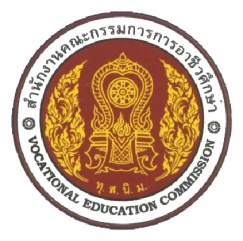 สำนักงานคณะกรรมการการอาชีวศึกษา
ทุ. ส. นิ. ม.
VOCATIONAL EDUCATION COMMISSION